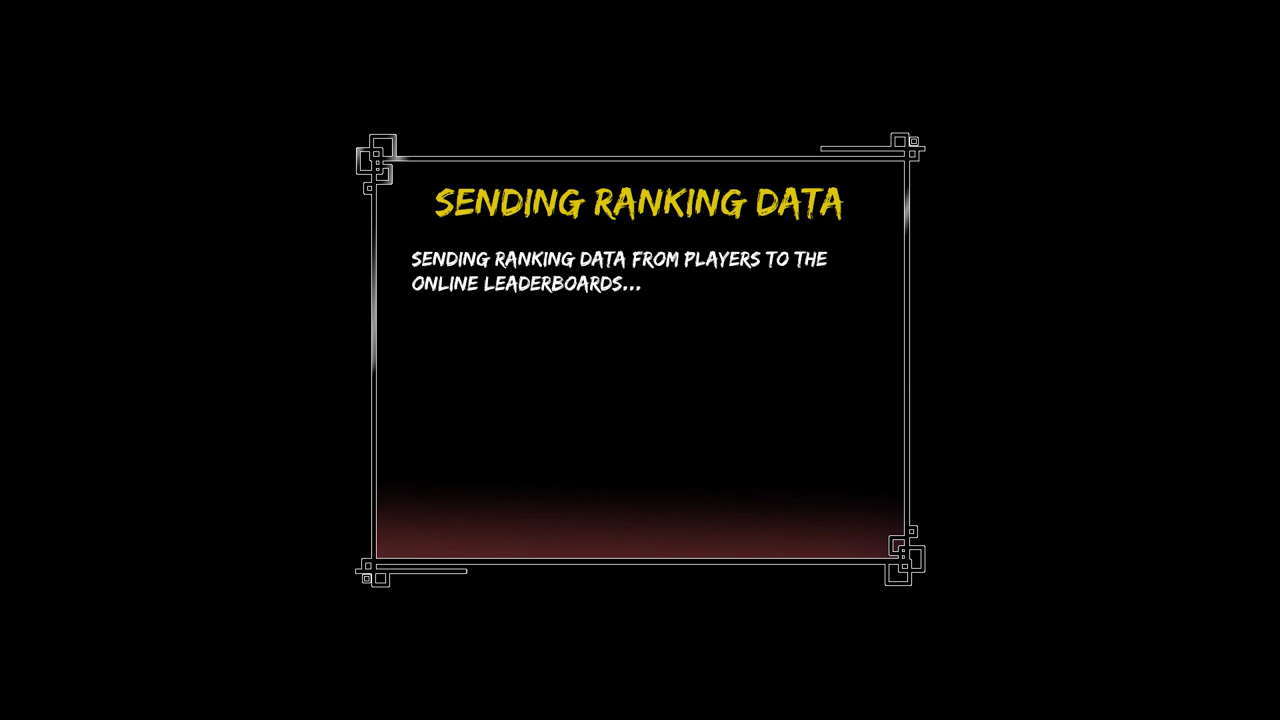 SENDING RANKING DATA
SENDING RANKING DATA FROM PLAYERS TO THE
ONLINE LEADERBOARDS...